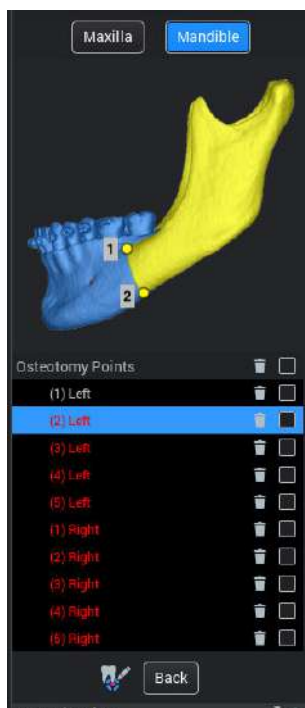 Maxilla Mandible
1
2
Osteotomy Points
(1) Left
(2) Left
(3) Left
(4) Left
(5) Left
(1) Right
(2) Right
(3) Right
(4) Right
(5) Right
Back